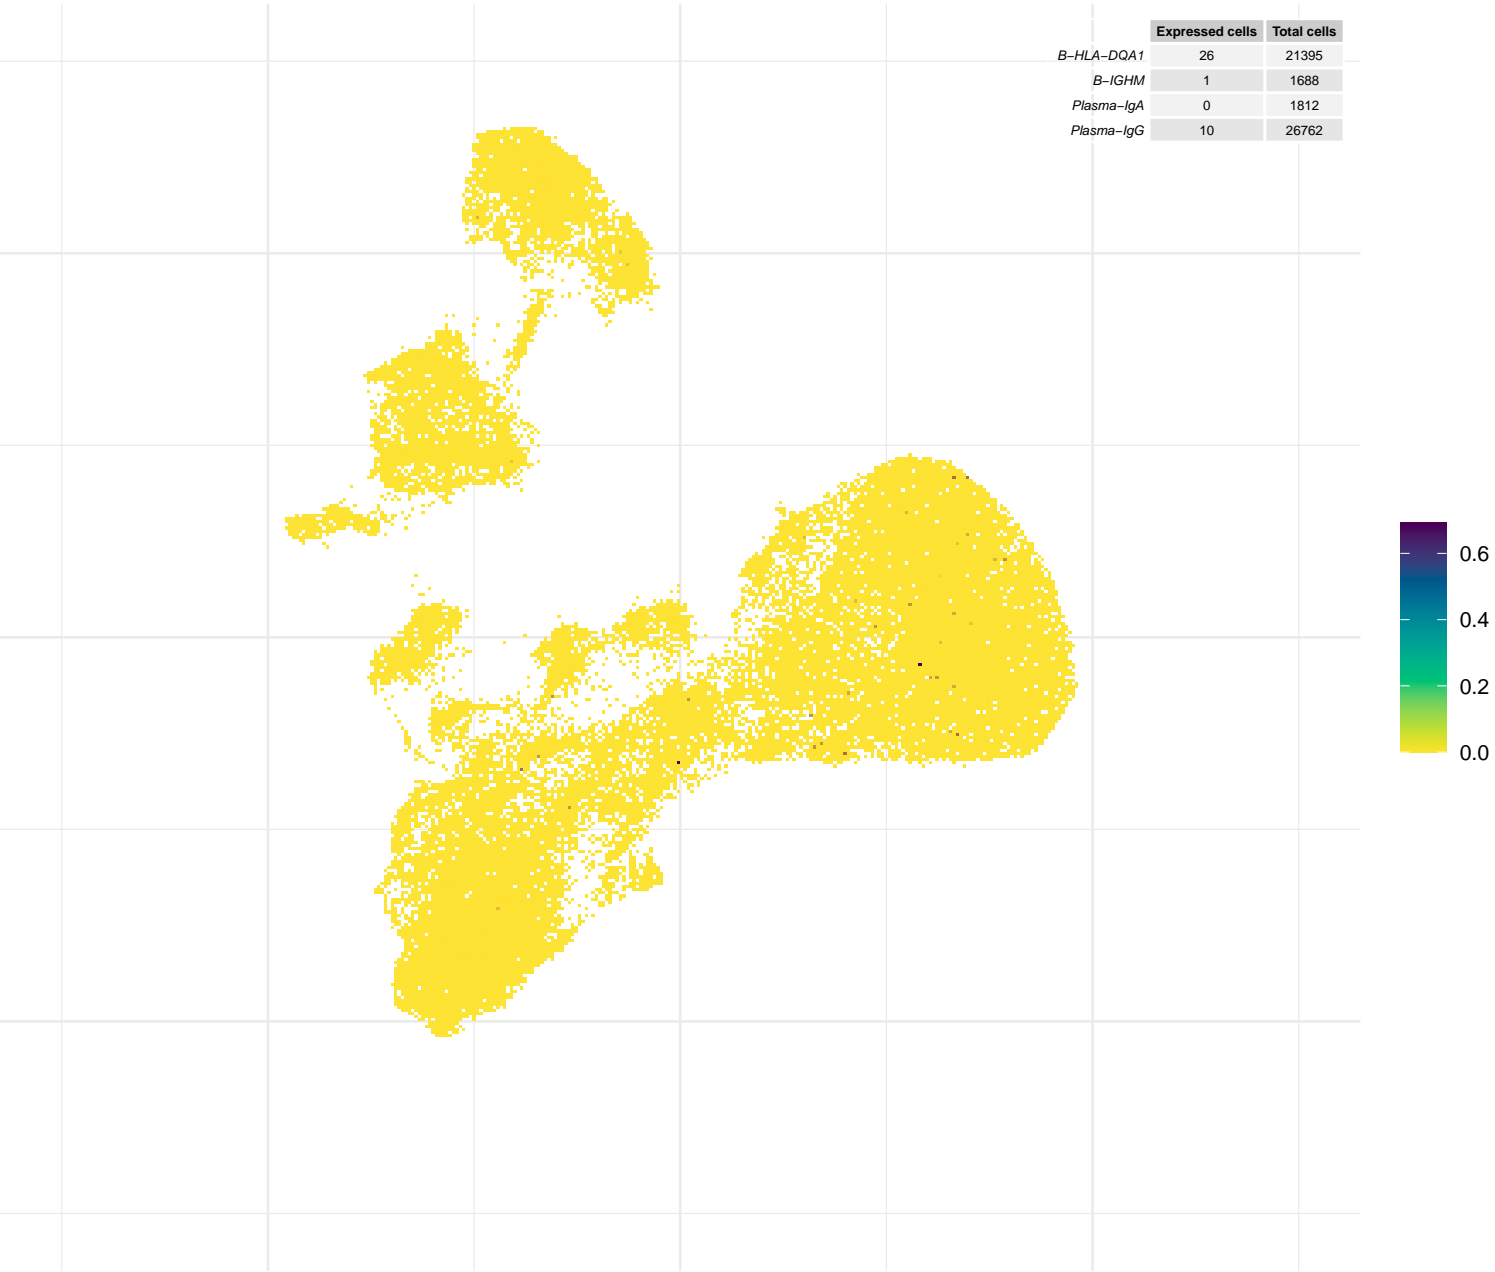 Expressed cells Total cells
B−HLA−DQA1 26 21395
B−IGHM 1 1688
Plasma−IgA 0 1812
Plasma−IgG 10 26762
0.6
0.4
0.2
0.0